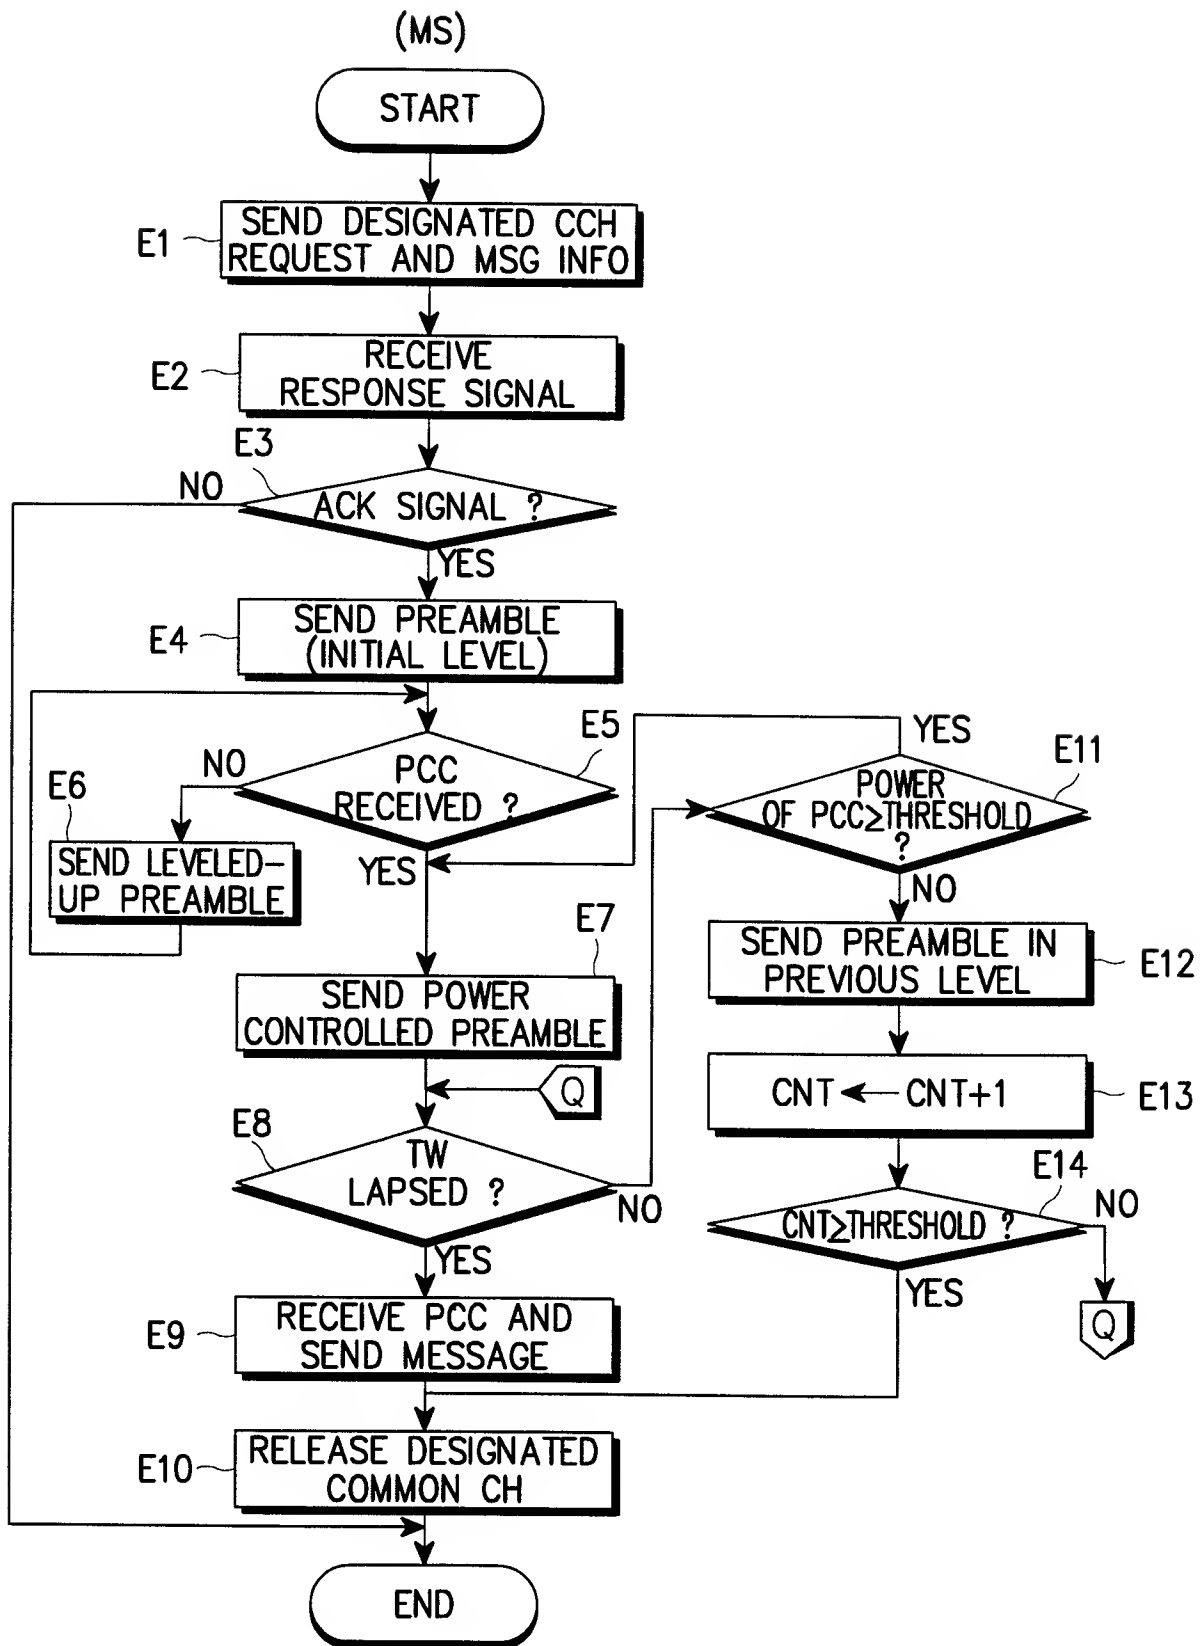 (MS)
START
E1
SEND DESIGNATED CCH
REQUEST AND MSG INFO
E2
RECEIVE
RESPONSE SIGNAL
E3
NO
ACK SIGNAL ?
YES
E4
SEND PREAMBLE
(INITIAL LEVEL)
E5
NO
PCC
RECEIVED ?
YES
E6
SEND LEVELED-
UP PREAMBLE
E7
SEND POWER
CONTROLLED PREAMBLE
Q
E8
TW
LAPSED ?
NO
YES
E9
RECEIVE PCC AND
SEND MESSAGE
E10
RELEASE DESIGNATED
COMMON CH
END
YES
E11
POWER
OF PCC≥THRESHOLD
?
NO
SEND PREAMBLE IN
PREVIOUS LEVEL
E12
CNT ← CNT+1
E13
E14
CNT≥THRESHOLD ?
NO
YES
Q